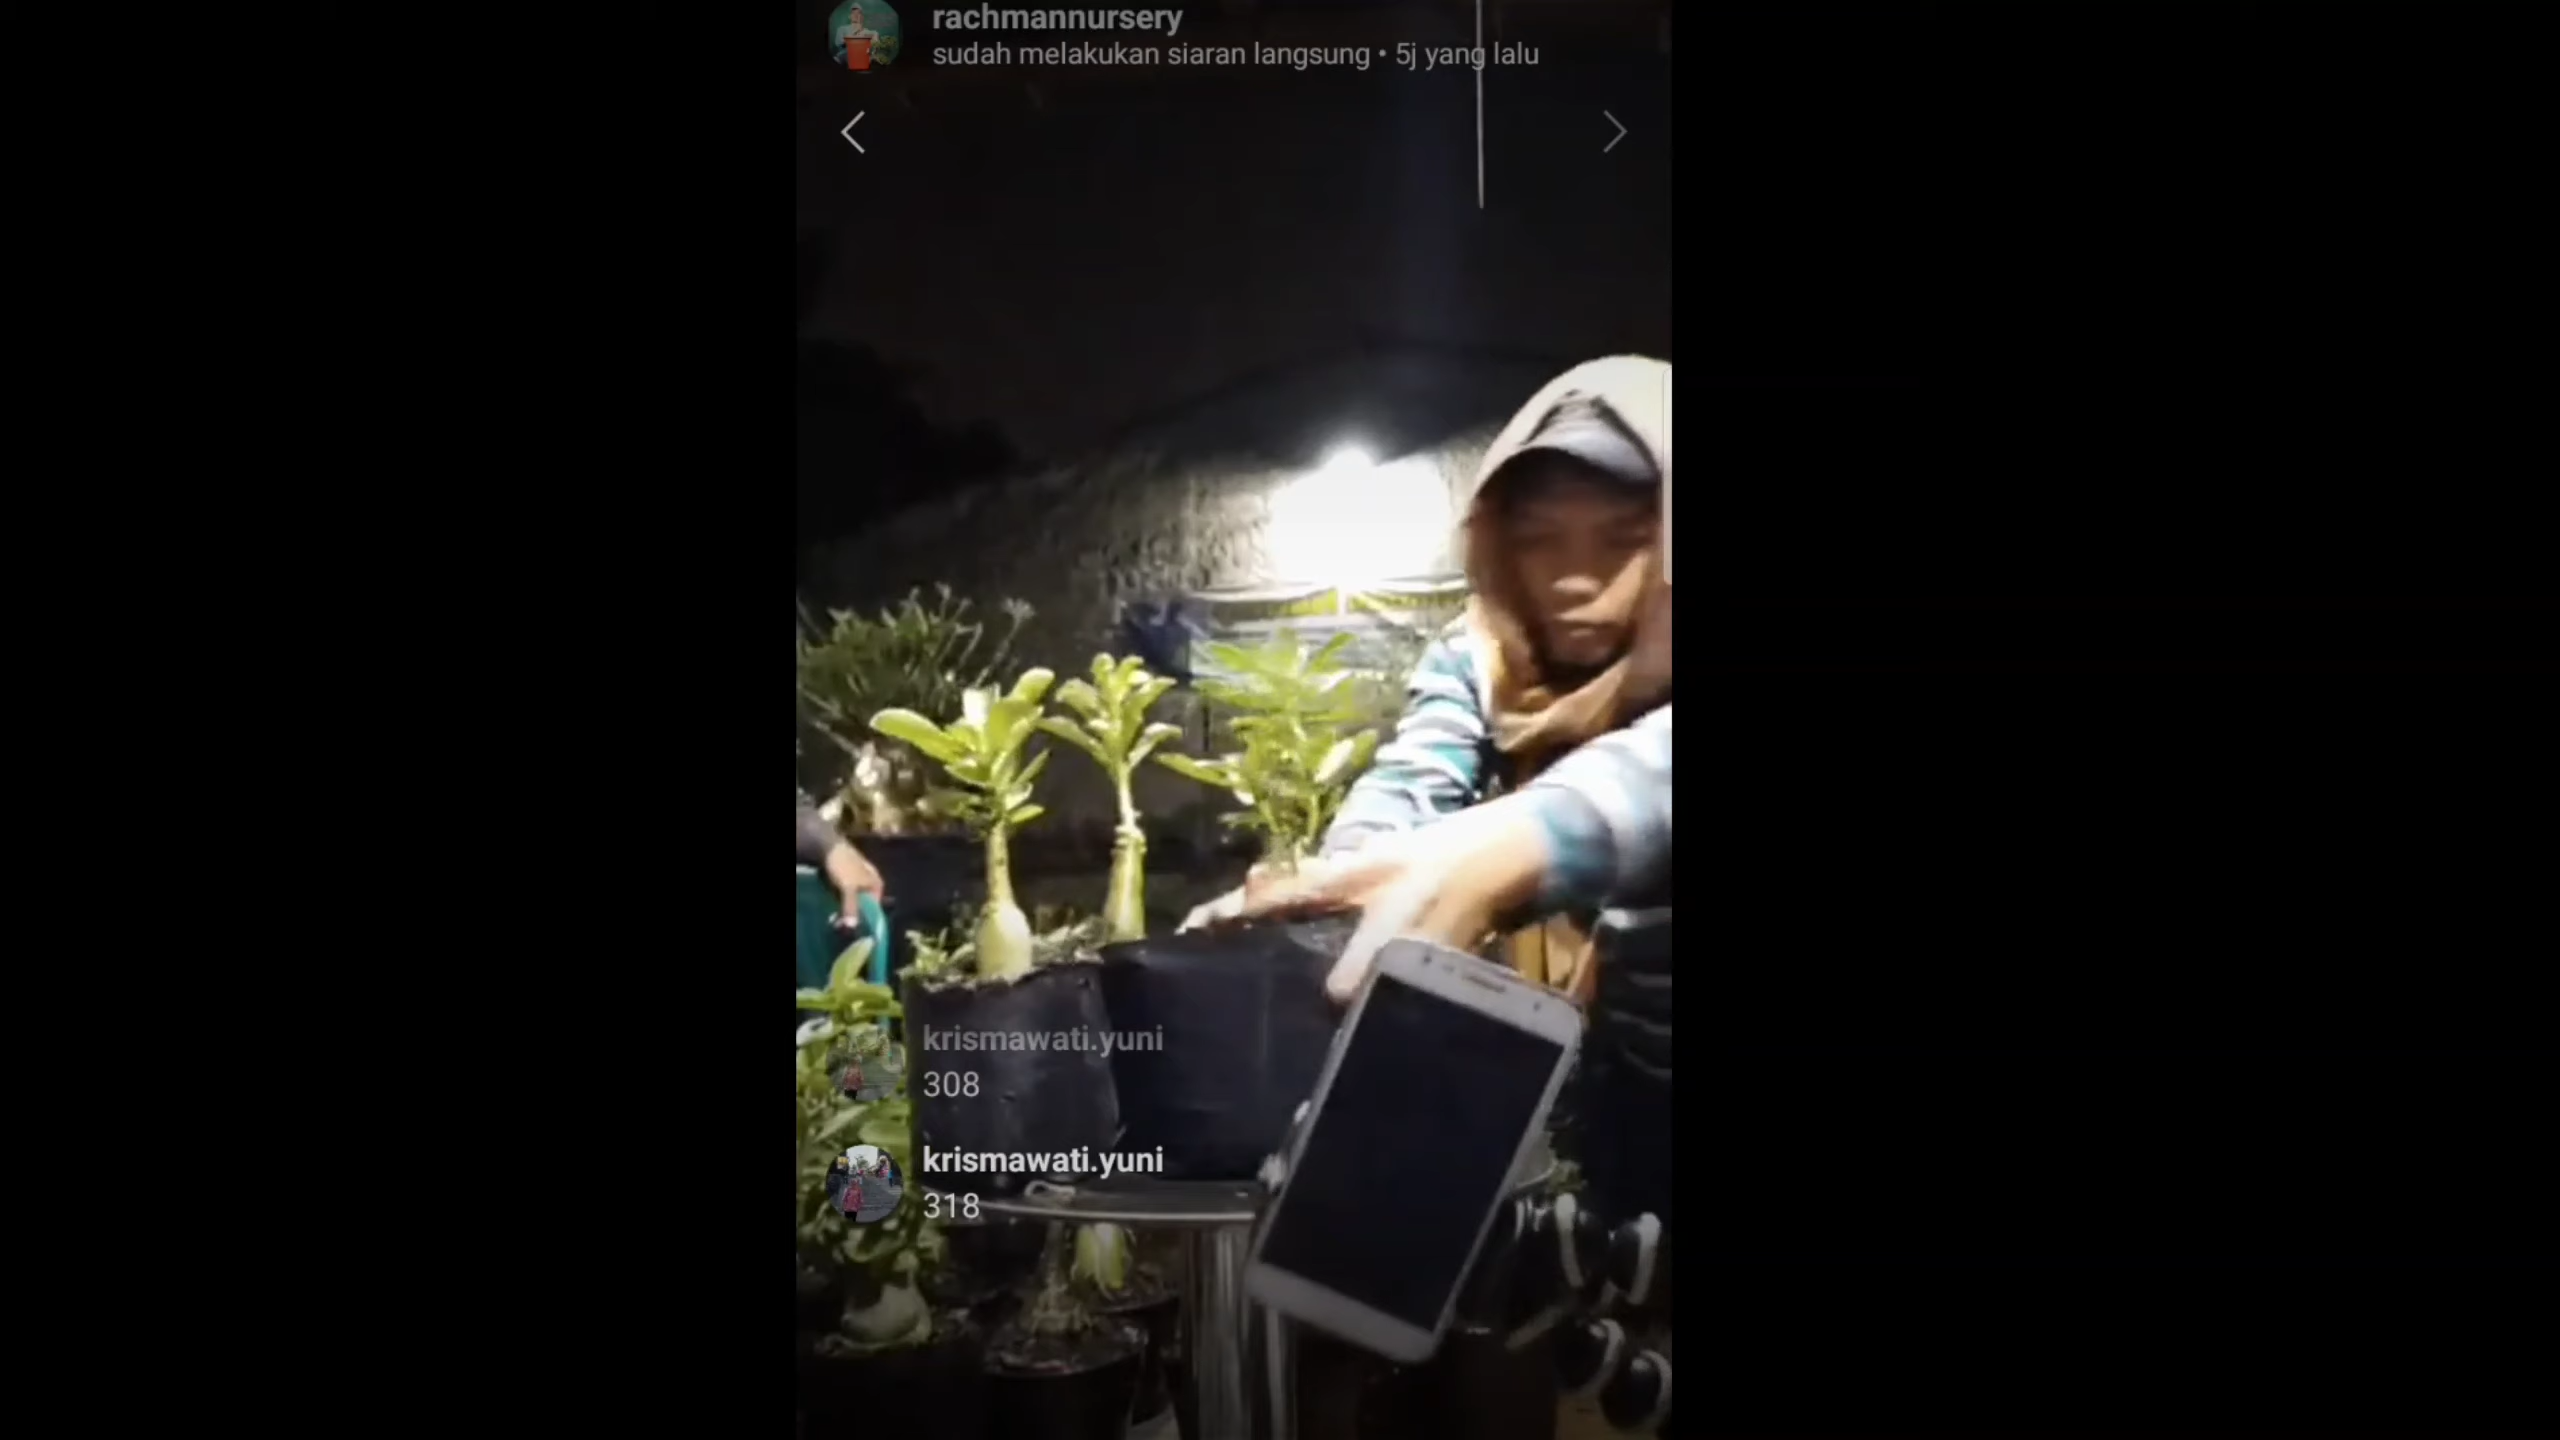 rachmannursery
sudah melakukan siaran langsung • 5j yang lalu
krismawati.yuni
308
krismawati.yuni
318